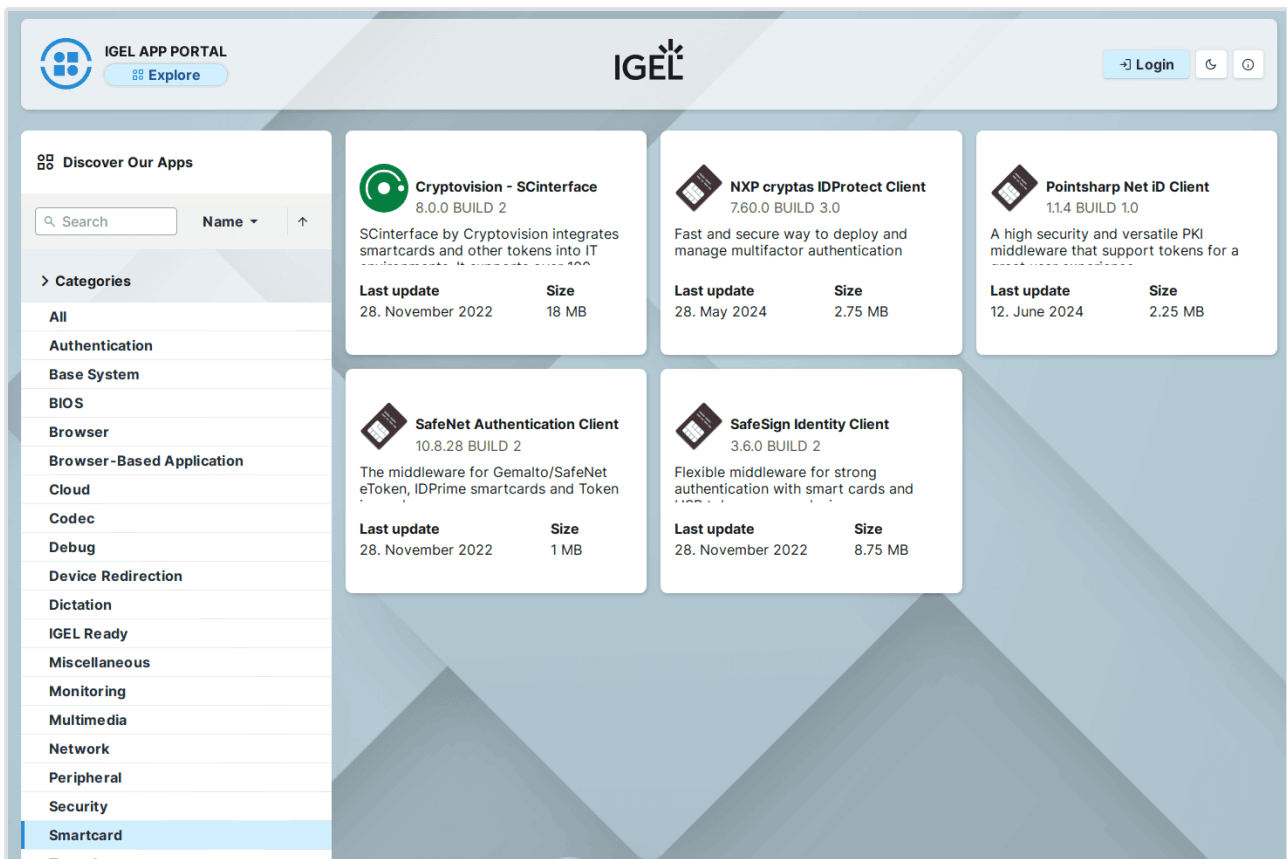 IGEL APP PORTAL
Explore
IGEL
Login
Discover Our Apps
Search
Name
Categories
All
Authentication
Base System
BIOS
Browser
Browser-Based Application
Cloud
Codec
Debug
Device Redirection
Dictation
IGEL Ready
Miscellaneous
Monitoring
Multimedia
Network
Peripheral
Security
Smartcard
Cryptovision - SCinterface
8.0.0 BUILD 2
SCinterface by Cryptovision integrates
smartcards and other tokens into IT
Last update Size
28. November 2022 18 MB
NXP cryptas IDProtect Client
7.60.0 BUILD 3.0
Fast and secure way to deploy and
manage multifactor authentication
Last update Size
28. May 2024 2.75 MB
Pointsharp Net iD Client
1.1.4 BUILD 1.0
A high security and versatile PKI
middleware that support tokens for a
Last update Size
12. June 2024 2.25 MB
SafeNet Authentication Client
10.8.28 BUILD 2
The middleware for Gemalto/SafeNet
eToken, IDPrime smartcards and Token
Last update Size
28. November 2022 1 MB
SafeSign Identity Client
3.6.0 BUILD 2
Flexible middleware for strong
authentication with smart cards and
Last update Size
28. November 2022 8.75 MB